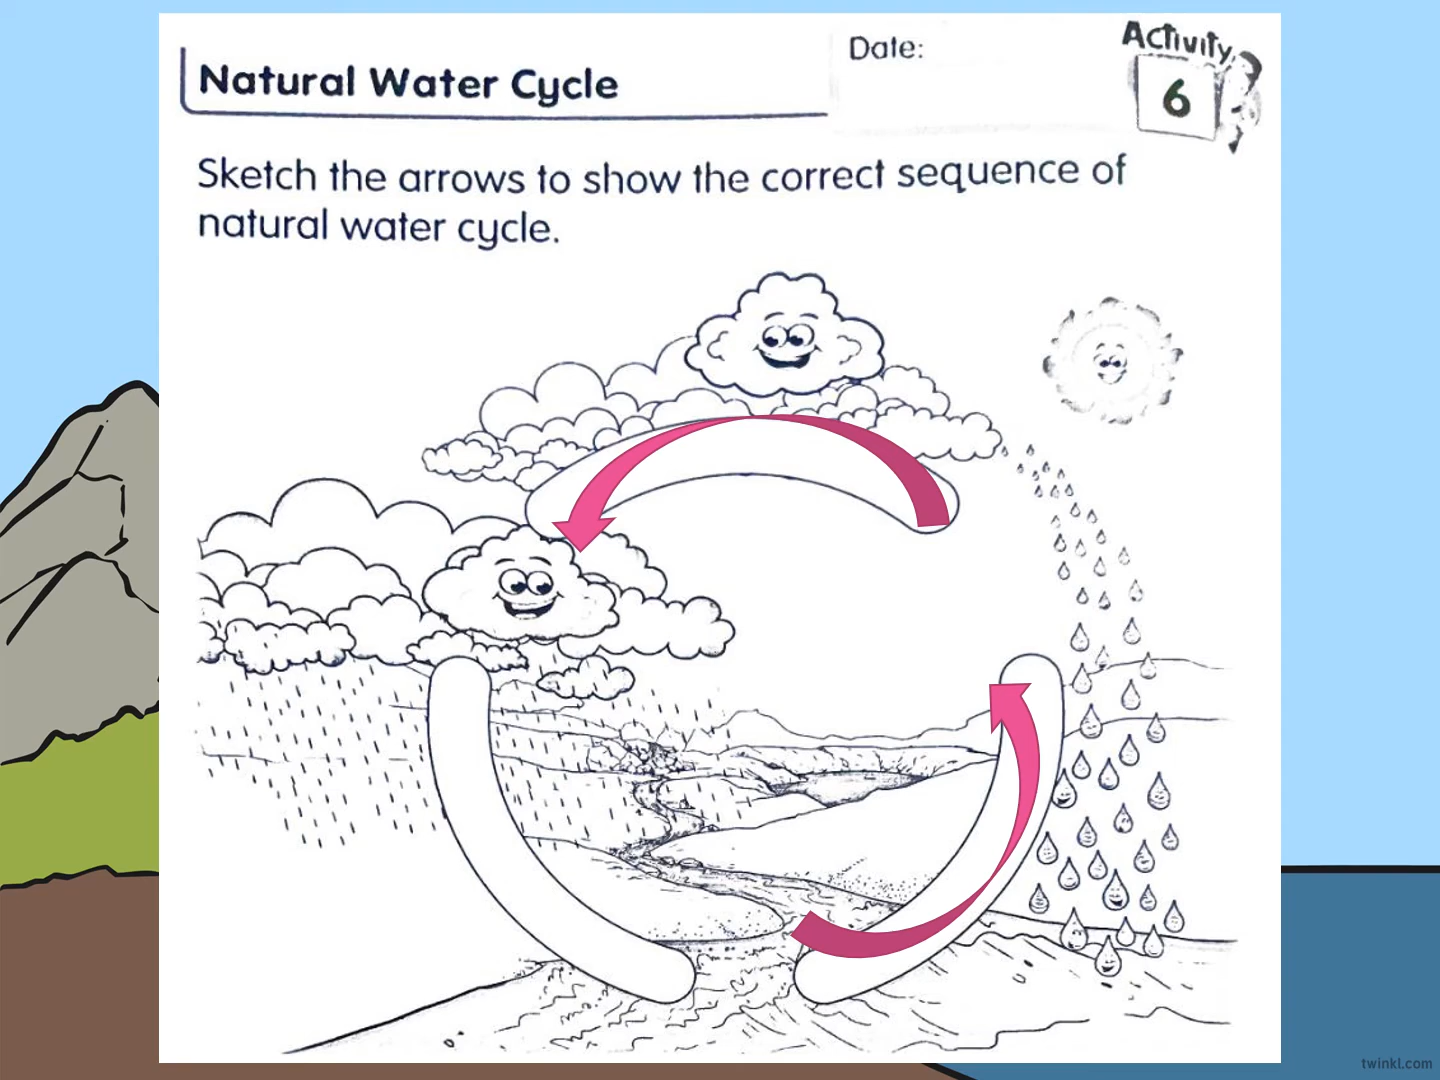 Natural Water Cycle
Date:
Activity
6
Sketch the arrows to show the correct sequence of
natural water cycle.
twinkl.com